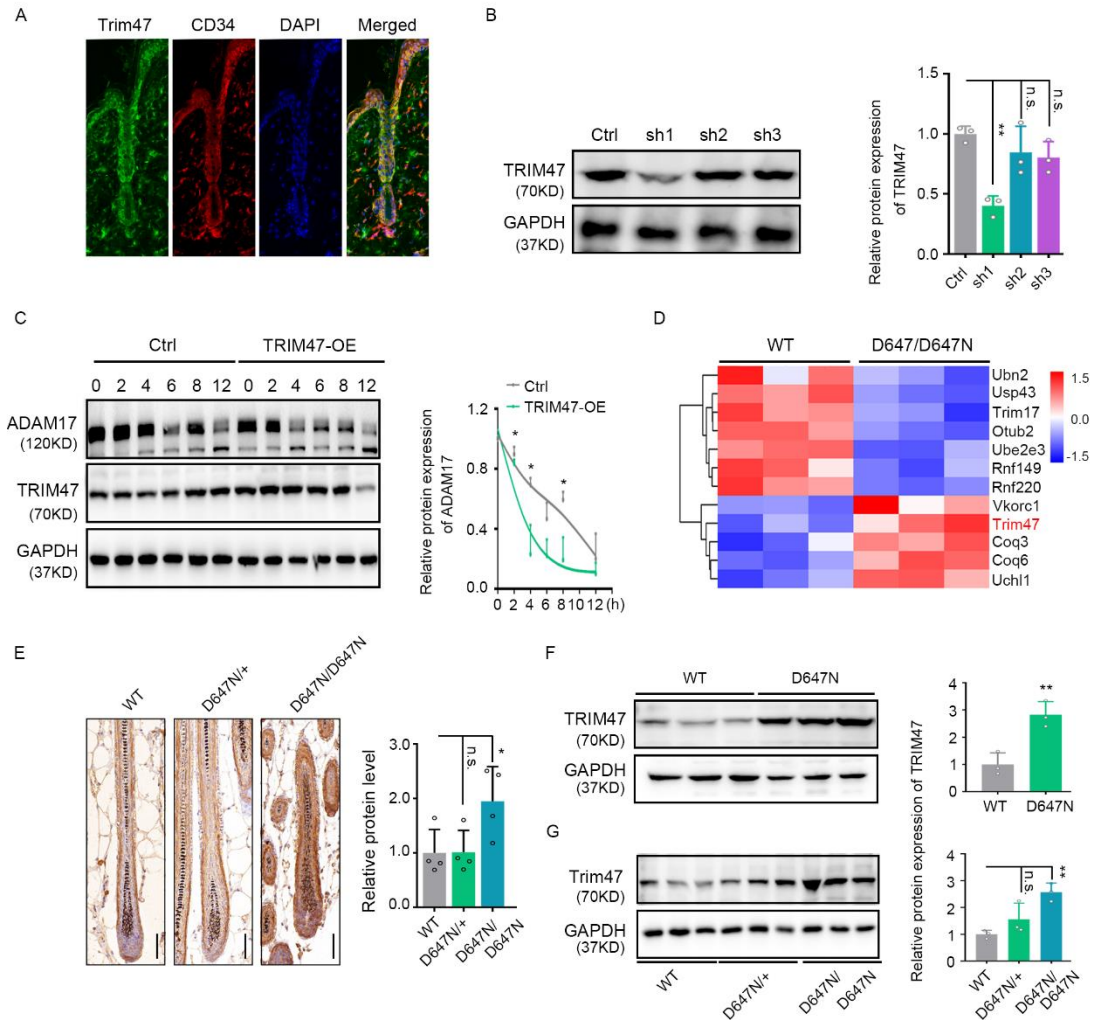 A
Trim47 CD34 DAPI Merged
B
Ctrl sh1 sh2 sh3
TRIM47
(70KD)
GAPDH
(37KD)
Relative protein expression
of TRIM47
1.5
1.0
0.5
0.0
** n.s. n.s.
Ctrl sh1 sh2 sh3
C
Ctrl TRIM47-OE
0 2 4 6 8 12 0 2 4 6 8 12
ADAM17
(120KD)
TRIM47
(70KD)
GAPDH
(37KD)
Relative protein expression
of ADAM17
Ctrl
TRIM47-OE
1.2
0.8
0.4
0.0
* * *
0 2 4 6 8 10 12 (h)
D
WT D647/D647N
Ubn2
Usp43
Trim17
Otub2
Ube2e3
Rnf149
Rnf220
Vkorc1
Trim47
Coq3
Coq6
Uchl1
1.5
0.0
-1.5
E
WT D647N/+ D647N/D647N
Relative protein level
3.0
2.0
1.0
0.0
n.s. *
WT D647N/+ D647N/
D647N
F
WT D647N
TRIM47
(70KD)
GAPDH
(37KD)
Relative protein expression of TRIM47
4
3
2
1
0
**
WT D647N
G
Trim47
(70KD)
GAPDH
(37KD)
WT D647N/+ D647N/
D647N
4
3
2
1
0
n.s. **
WT D647N/+ D647N/
D647N